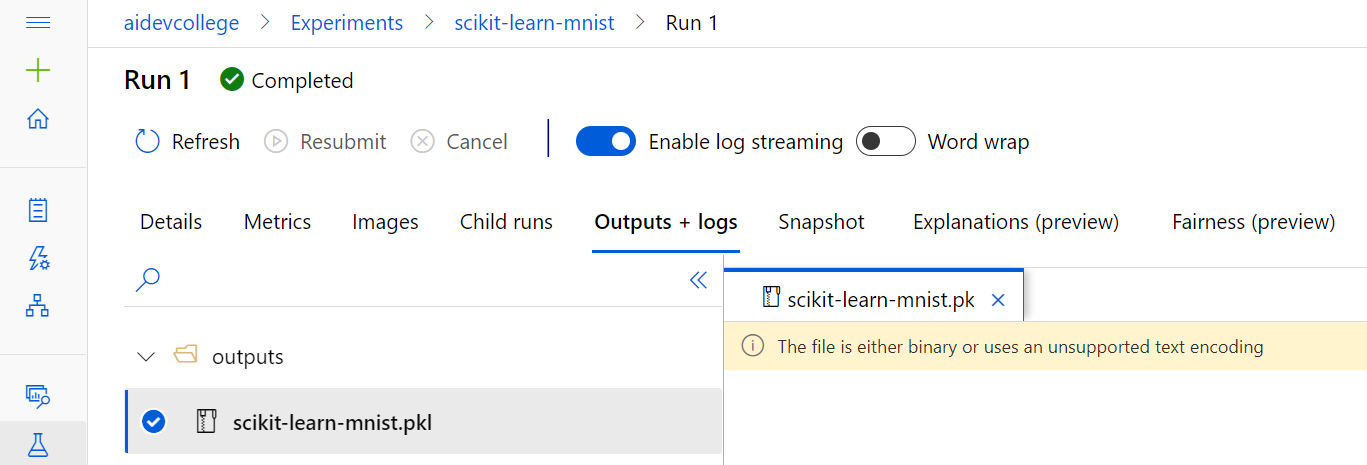 aidevcollege > Experiments > scikit-learn-mnist > Run 1
Run 1 Completed
Refresh Resubmit Cancel Enable log streaming Word wrap
Details Metrics Images Child runs Outputs + logs Snapshot Explanations (preview) Fairness (preview)
scikit-learn-mnist.pk
The file is either binary or uses an unsupported text encoding
outputs
scikit-learn-mnist.pkl